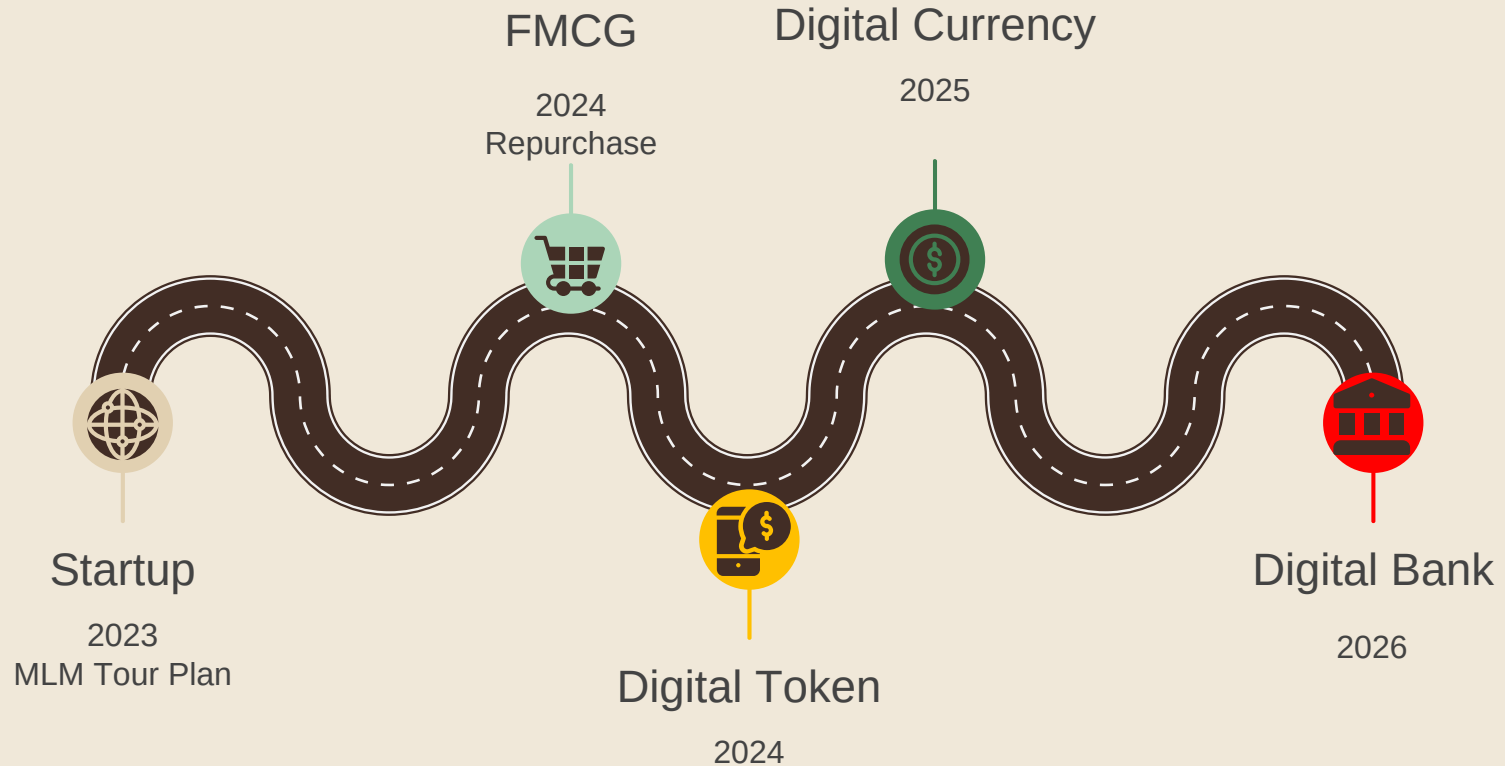 Startup
2023
MLM Tour Plan
FMCG
2024
Repurchase
Digital Token
2024
Digital Currency
2025
Digital Bank
2026